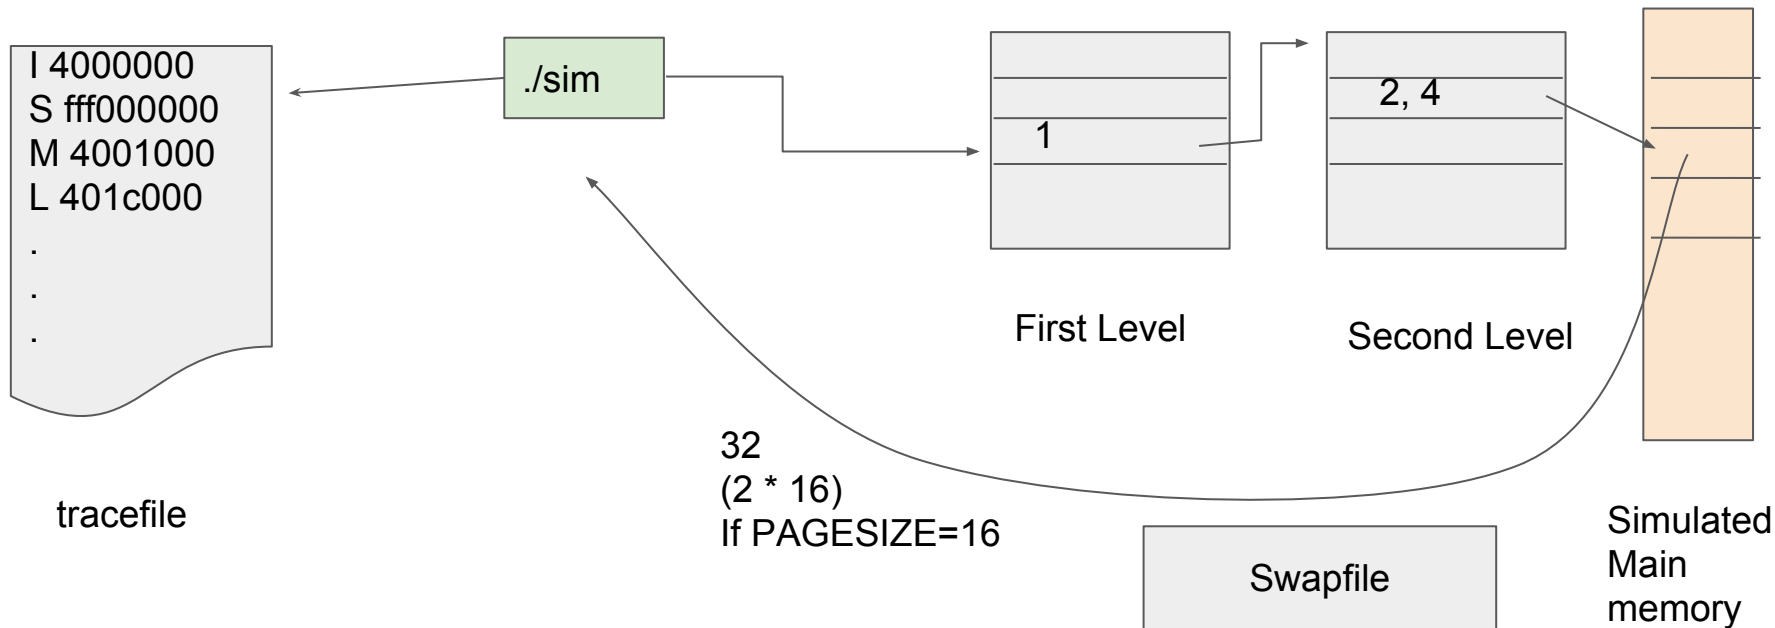 I 4000000
S fff000000
M 4001000
L 401c000
.
.
.
tracefile
./sim
1
First Level
2, 4
Second Level
32
(2 * 16)
If PAGESIZE=16
Swapfile
Simulated
Main
memory